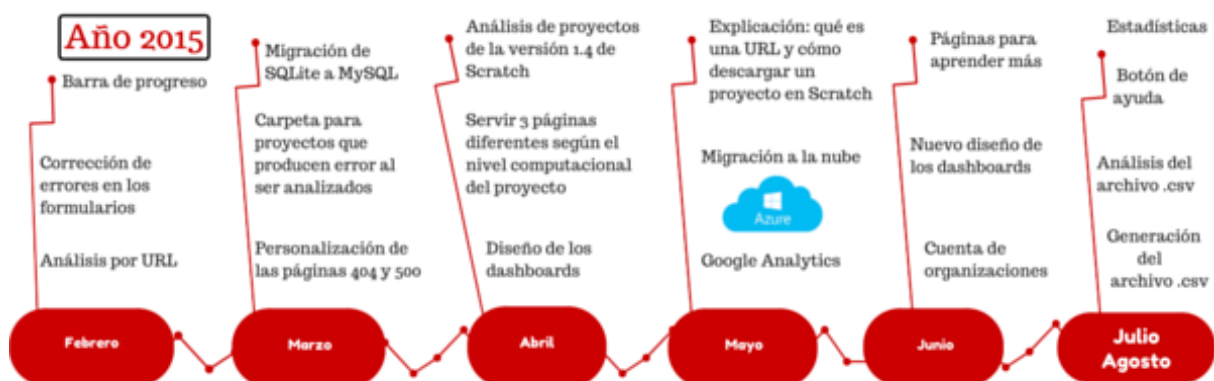 Año 2015
Barra de progreso
Corrección de
errores en los
formularios
Análisis por URL
Febrero
Migración de
SQLite a MySQL
Carpeta para
proyectos que
producen error al
ser analizados
Personalización de
las páginas 404 y 500
Marzo
Análisis de proyectos
de la versión 1.4 de
Scratch
Servir 3 páginas
diferentes según el
nivel computacional
del proyecto
Diseño de los
dashboards
Abril
Explicación: qué es
una URL y cómo
descargar un
proyecto en Scratch
Migración a la nube
Azure
Google Analytics
Mayo
Páginas para
aprender más
Nuevo diseño de
los dashboards
Cuenta de
organizaciones
Junio
Estadísticas
Botón de
ayuda
Análisis del
archivo .csv
Generación
del
archivo .csv
Julio
Agosto